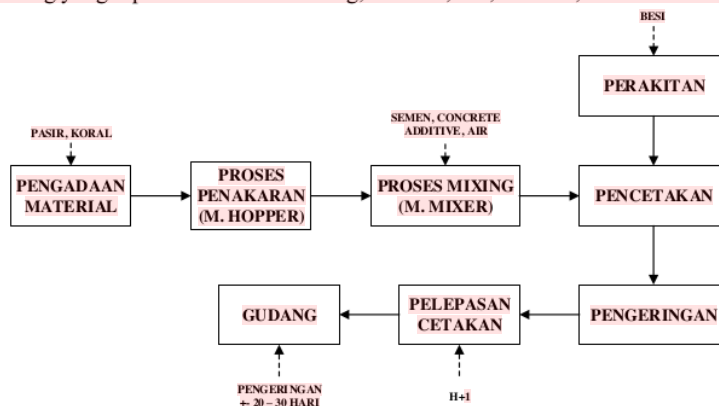 BESI
PERAKITAN
PASIR, KORAL
SEMEN, CONCRETE
ADDITIVE, AIR
PENGADAAN
MATERIAL
PROSES
PENAKARAN
(M. HOPPER)
PROSES MIXING
(M. MIXER)
PENCETAKAN
GUDANG
PELEPASAN
CETAKAN
PENGERINGAN
PENGERINGAN
+- 20 – 30 HARI
H+1